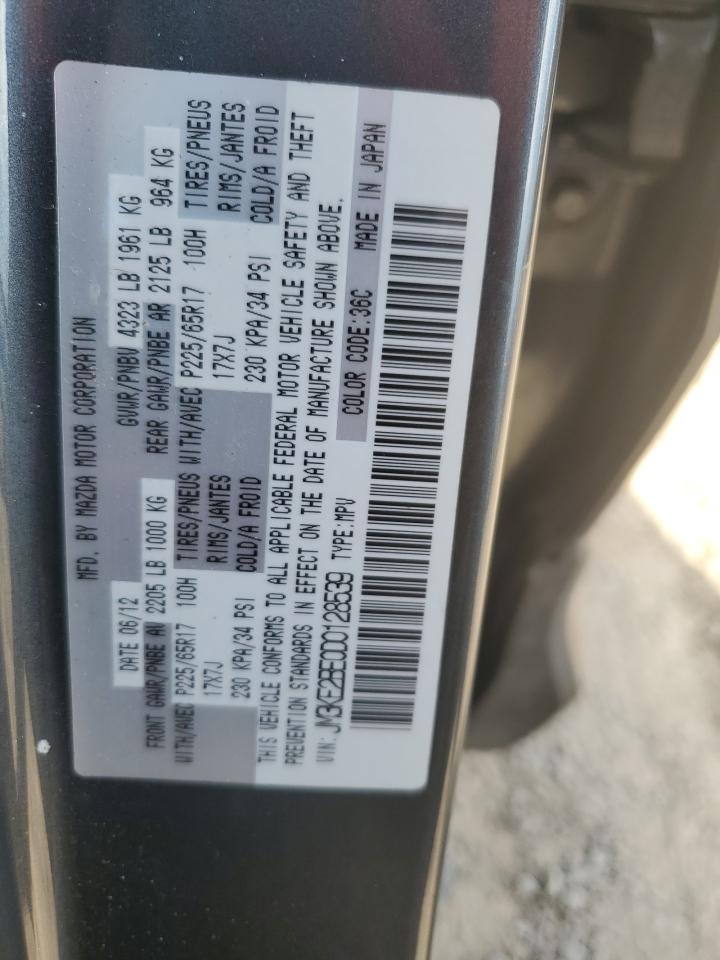 MFD. BY MAZDA MOTOR CORPORATION
DATE 06/12 GVWR/PNBV 4323 LB 1961 KG
FRONT GAWR/PNBE AV 2205 LB 1000 KG REAR GAWR/PNBE AR 2125 LB 964 KG
WITH/AVEC P225/65R17 100H TIRES/PNEUS WITH/AVEC P225/65R17 100H TIRES/PNEUS
17X7J RIMS/JANTES 17X7J RIMS/JANTES
230 KPA/34 PSI COLD/A FROID 230 KPA/34 PSI COLD/A FROID
THIS VEHICLE CONFORMS TO ALL APPLICABLE FEDERAL MOTOR VEHICLE SAFETY AND THEFT
PREVENTION STANDARDS IN EFFECT ON THE DATE OF MANUFACTURE SHOWN ABOVE.
VIN: JM3KE2BE0D0128539 TYPE:MPV COLOR CODE:36C MADE IN JAPAN